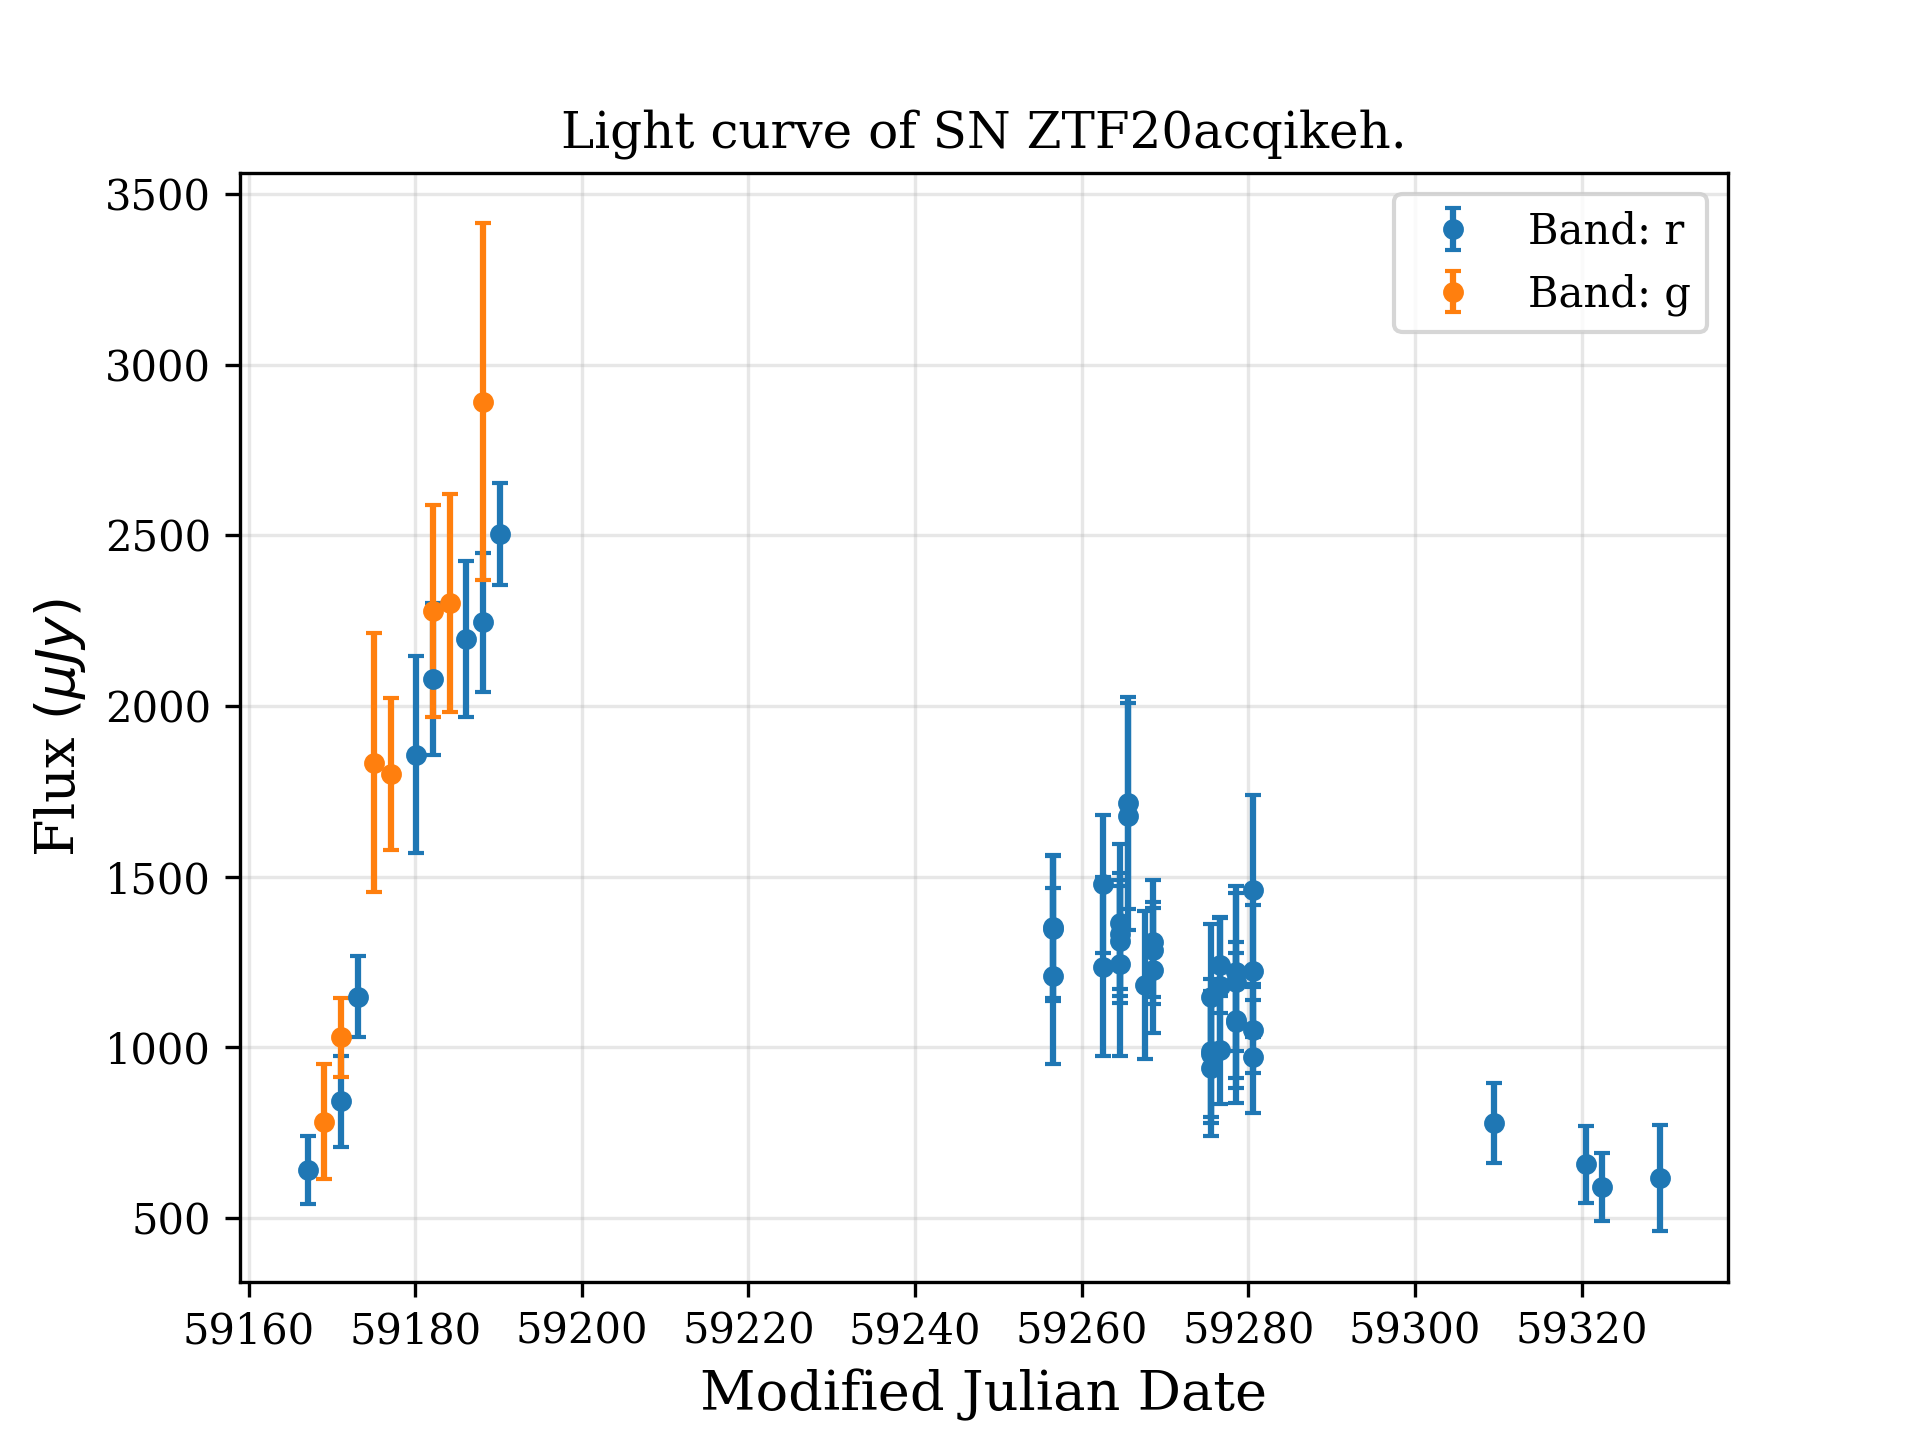 Light curve of SN ZTF20acqikeh.
3500
3000
2500
2000
1500
1000
500
Flux (μJy)
Band: r
Band: g
59160 59180 59200 59220 59240 59260 59280 59300 59320
Modified Julian Date